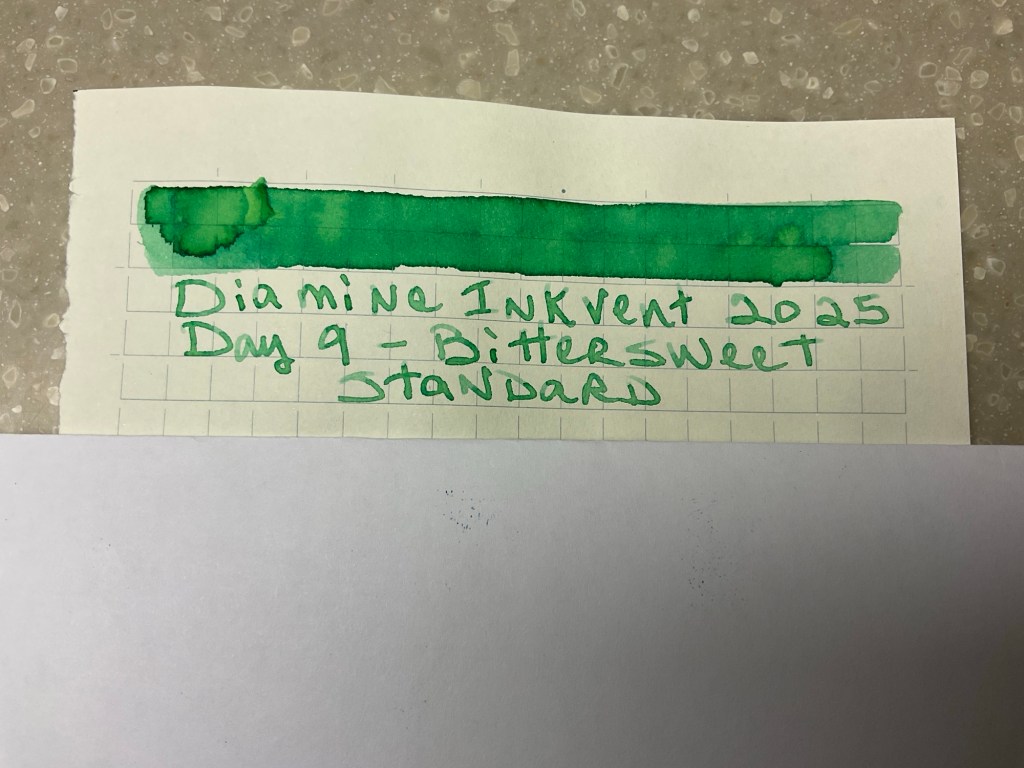 Diamine Inkvent 2025
Day 9 - Bittersweet
Standard